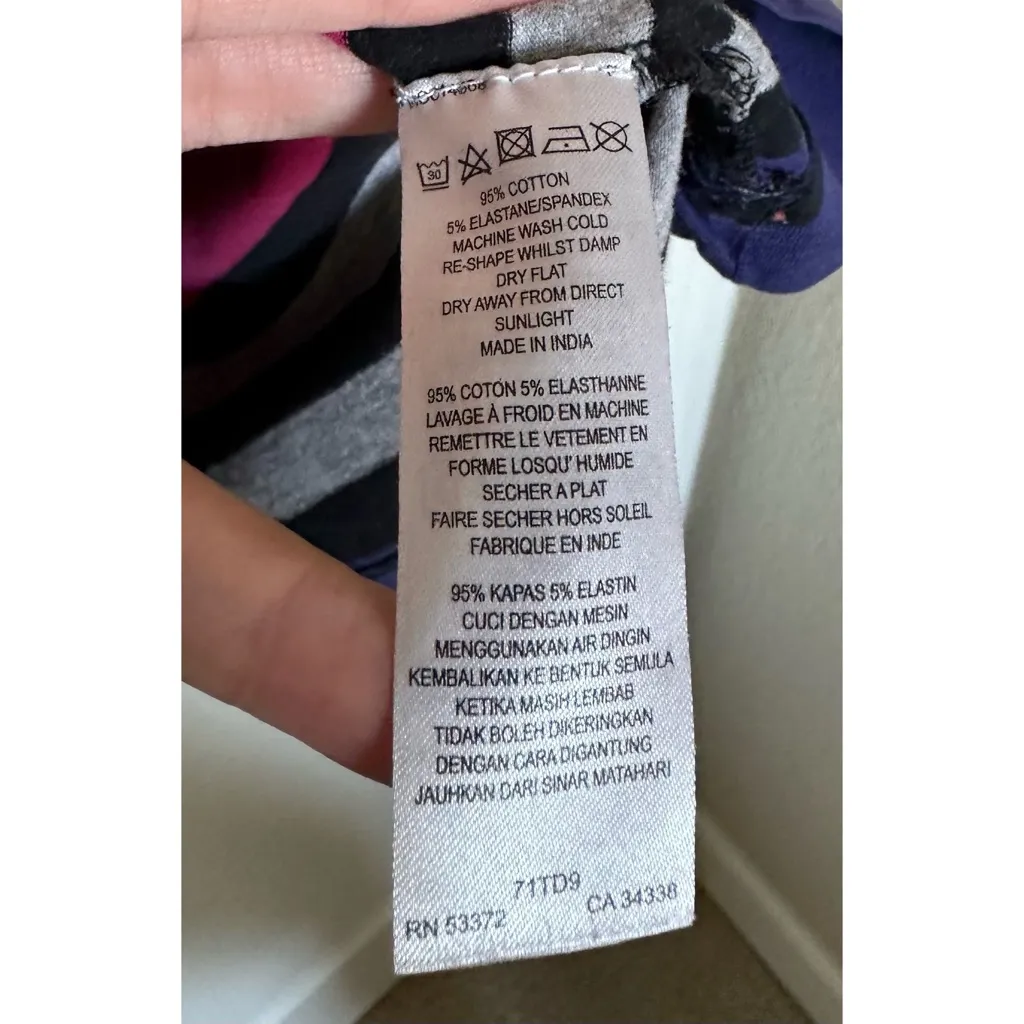 30
95% COTTON
5% ELASTANE/SPANDEX
MACHINE WASH COLD
RE-SHAPE WHILST DAMP
DRY FLAT
DRY AWAY FROM DIRECT
SUNLIGHT
MADE IN INDIA
95% COTON 5% ELASTHANNE
LAVAGE À FROID EN MACHINE
REMETTRE LE VETEMENT EN
FORME LOSQU' HUMIDE
SECHER A PLAT
FAIRE SECHER HORS SOLEIL
FABRIQUE EN INDE
95% KAPAS 5% ELASTIN
CUCI DENGAN MESIN
MENGGUNAKAN AIR DINGIN
KEMBALIKAN KE BENTUK SEMULA
KETIKA MASIH LEMBAB
TIDAK BOLEH DIKERINGKAN
DENGAN CARA DIGANTUNG
JAUHKAN DARI SINAR MATAHARI
71TD9
RN 53372 CA 34338